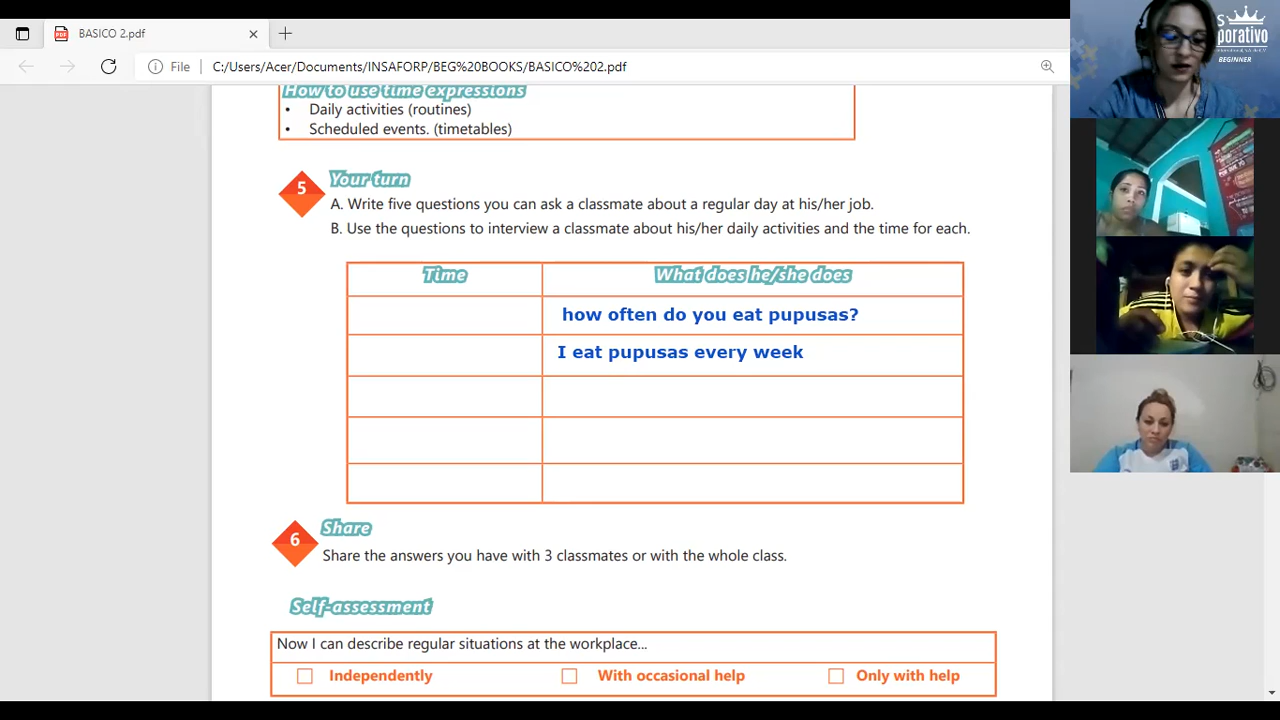 BASICO 2.pdf
File
C:/Users/Acer/Documents/INSAFORP/BEG%20BOOKS/BASICO%202.pdf
S
porativo
BEGINNER
How to use time expressions
• Daily activities (routines)
• Scheduled events. (timetables)
5
Your turn
A. Write five questions you can ask a classmate about a regular day at his/her job.
B. Use the questions to interview a classmate about his/her daily activities and the time for each.
Time
What does he/she does
how often do you eat pupusas?
I eat pupusas every week
6
Share
Share the answers you have with 3 classmates or with the whole class.
Self-assessment
Now I can describe regular situations at the workplace...
Independently
With occasional help
Only with help